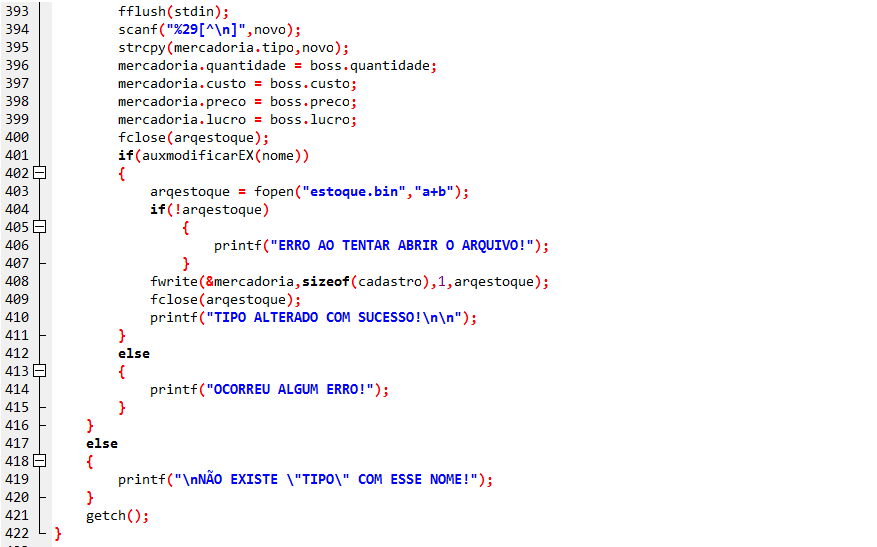 393 fflush(stdin);
394 scanf("%29[^\n]",novo);
395 strcpy(mercadoria.tipo,novo);
396 mercadoria.quantidade = boss.quantidade;
397 mercadoria.custo = boss.custo;
398 mercadoria.preco = boss.preco;
399 mercadoria.lucro = boss.lucro;
400 fclose(arqestoque);
401 if(auxmodificarEX(nome))
402 {
403 arqestoque = fopen("estoque.bin","a+b");
404 if(!arqestoque)
405 {
406 printf("ERRO AO TENTAR ABRIR O ARQUIVO!");
407 }
408 fwrite(&mercadoria,sizeof(cadastro),1,arqestoque);
409 fclose(arqestoque);
410 printf("TIPO ALTERADO COM SUCESSO!\n\n");
411 }
412 else
413 {
414 printf("OCORREU ALGUM ERRO!");
415 }
416 }
417 else
418 {
419 printf("\nNÃO EXISTE \"TIPO\" COM ESSE NOME!");
420 }
421 getch();
422 }